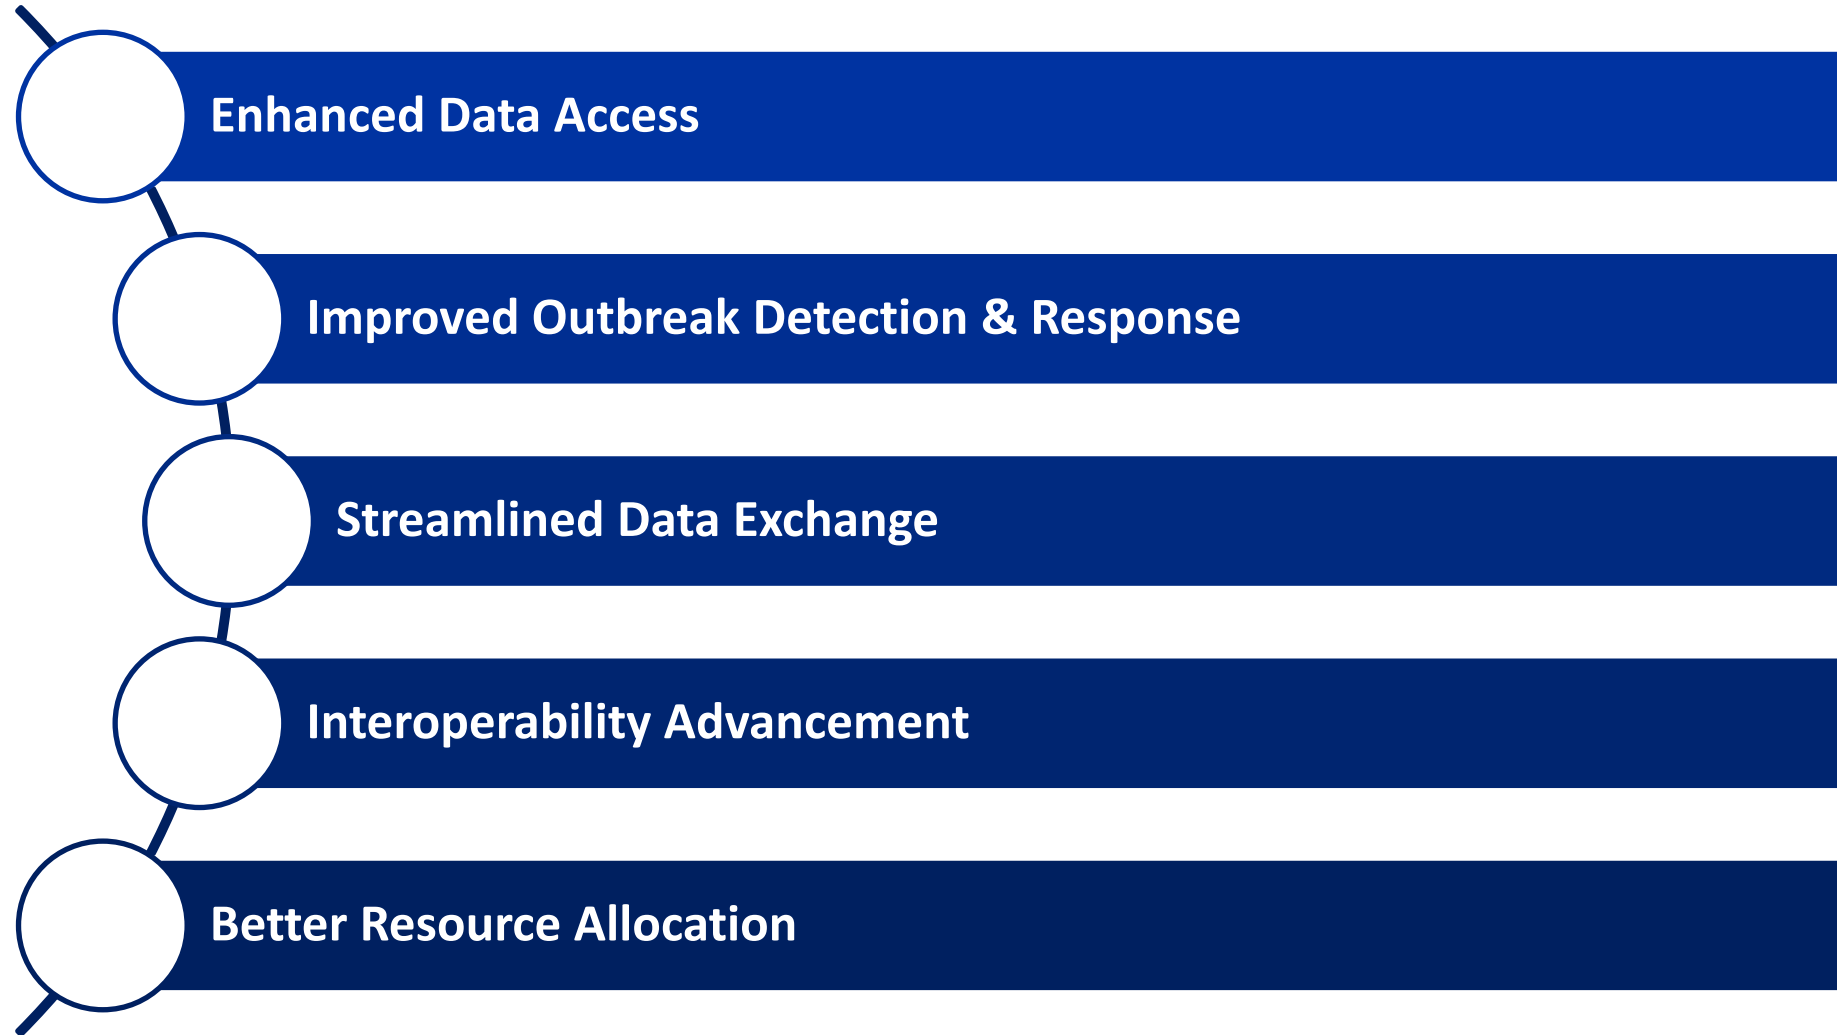 Enhanced Data Access
Improved Outbreak Detection & Response
Streamlined Data Exchange
Interoperability Advancement
Better Resource Allocation